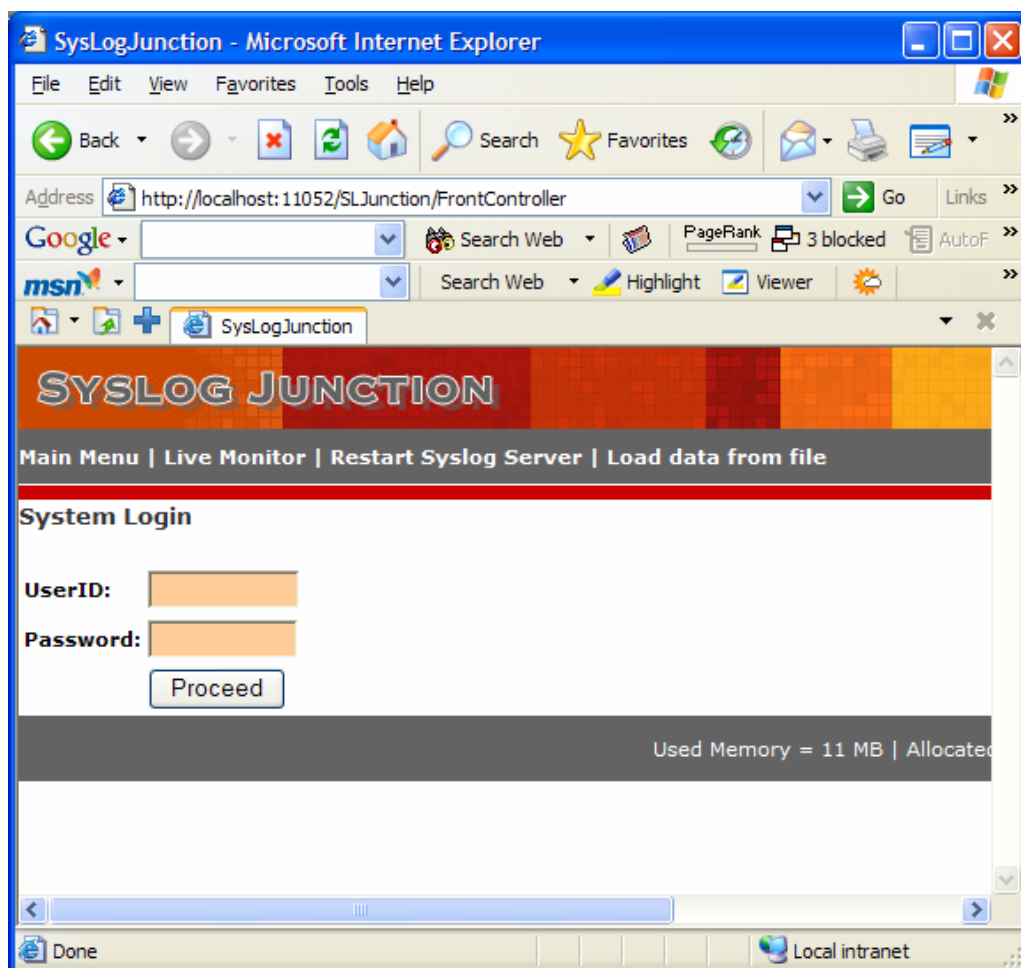 SysLogJunction - Microsoft Internet Explorer
File Edit View Favorites Tools Help
Back Search Favorites
Address http://localhost:11052/SLJunction/FrontController Go Links
Google Search Web PageRank 3 blocked AutoF
msn Search Web Highlight Viewer
SysLogJunction
SYSLOG JUNCTION
Main Menu | Live Monitor | Restart Syslog Server | Load data from file
System Login
UserID:
Password:
Proceed
Used Memory = 11 MB | Allocated
Done Local intranet